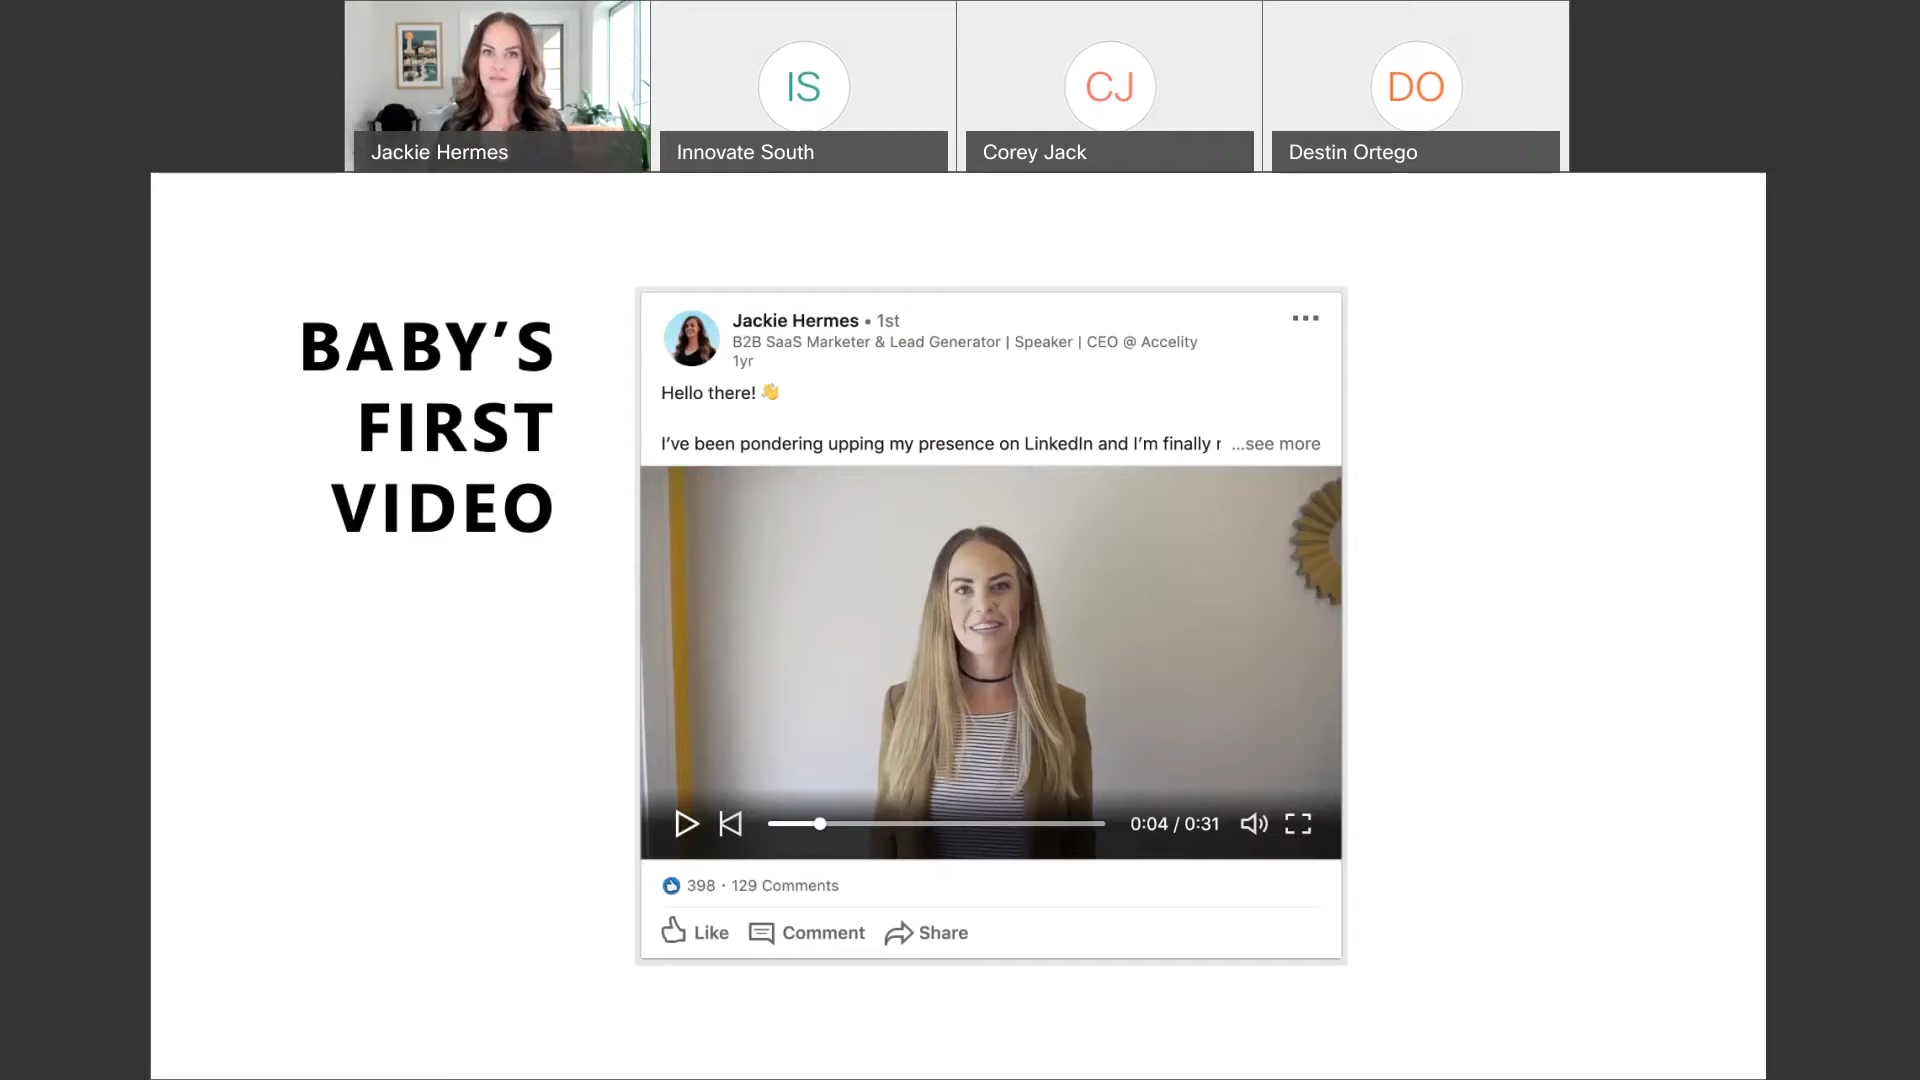 IS
CJ
DO
Jackie Hermes
Innovate South
Corey Jack
Destin Ortego
BABY’S
FIRST
VIDEO
Jackie Hermes • 1st
B2B SaaS Marketer & Lead Generator | Speaker | CEO @ Accelity
1yr
Hello there! 👋
I’ve been pondering upping my presence on LinkedIn and I’m finally r ...see more
0:04 / 0:31
398 · 129 Comments
Like Comment Share